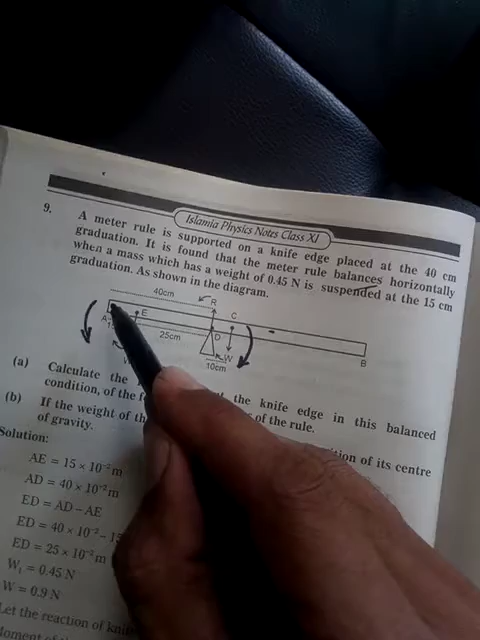 Islamia Physics Notes Class XI
9. A meter rule is supported on a knife edge placed at the 40 cm
graduation. It is found that the meter rule balances horizontally
when a mass which has a weight of 0.45 N is suspended at the 15 cm
graduation. As shown in the diagram.
40cm
R
A E C
25cm D
W
10cm B
(a) Calculate the the knife edge in this balanced
condition, of the of the rule.
(b) If the weight of th of its centre
of gravity.
Solution:
AE = 15 × 10⁻² m
AD = 40 × 10⁻² m
ED = AD – AE
ED = 40 × 10⁻² – 15
ED = 25 × 10⁻² m
W₁ = 0.45 N
W = 0.9 N
Let the reaction of
Moment of